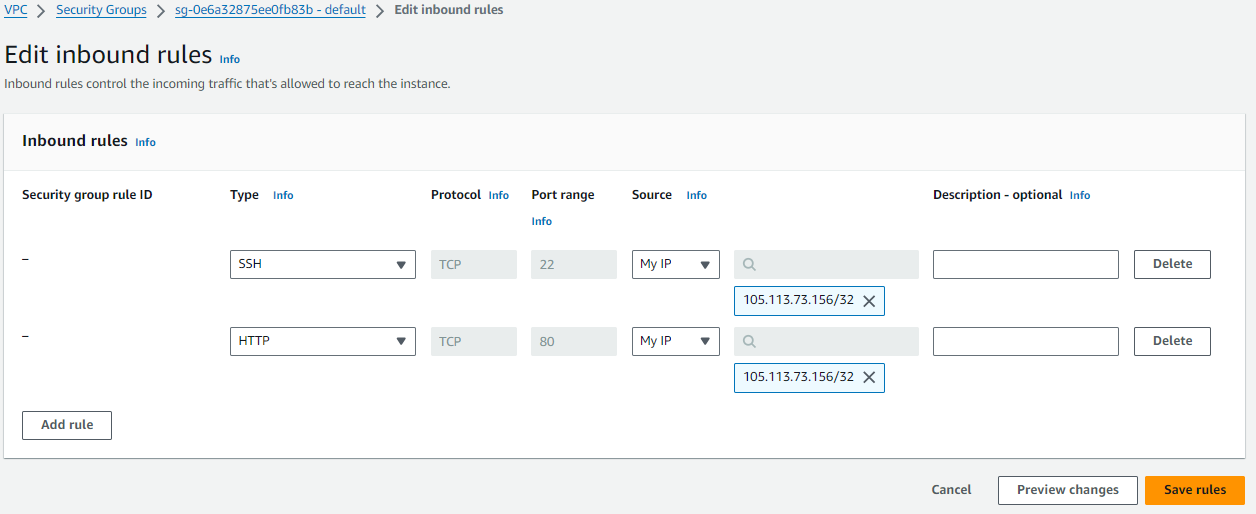 VPC > Security Groups > sg-0e6a32875ee0fb83b - default > Edit inbound rules
Edit inbound rules Info
Inbound rules control the incoming traffic that's allowed to reach the instance.
Inbound rules Info
Security group rule ID Type Info Protocol Info Port range Source Info Description - optional Info
Info
– SSH TCP 22 My IP Delete
105.113.73.156/32
– HTTP TCP 80 My IP Delete
105.113.73.156/32
Add rule
Cancel Preview changes Save rules